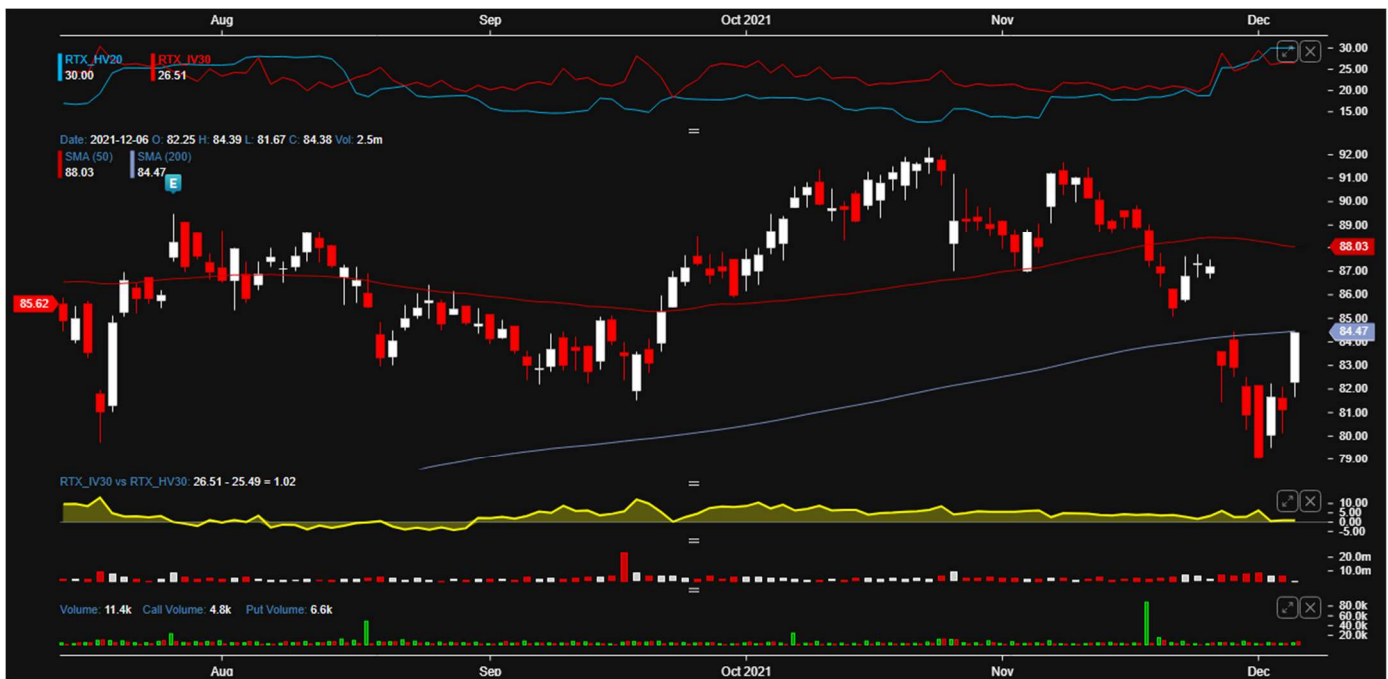 Aug Sep Oct 2021 Nov Dec
RTX_HV20 RTX_IV30
30.00 26.51
30.00
25.00
20.00
15.00
Date: 2021-12-06 O: 82.25 H: 84.39 L: 81.67 C: 84.38 Vol: 2.5m
SMA (50) SMA (200)
88.03 84.47
E
92.00
91.00
90.00
89.00
88.03
87.00
86.00
85.62
85.00
84.47
84.00
83.00
82.00
81.00
80.00
79.00
RTX_IV30 vs RTX_HV30: 26.51 - 25.49 = 1.02
10.00
5.00
0.00
-5.00
20.0m
10.0m
Volume: 11.4k Call Volume: 4.8k Put Volume: 6.6k
80.0k
60.0k
40.0k
20.0k
Aug Sep Oct 2021 Nov Dec